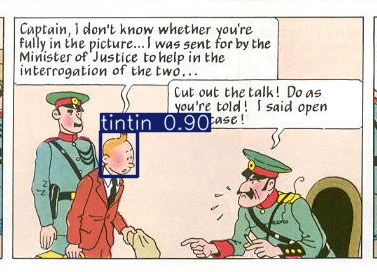 Captain, i don't know whether you're
fully in the picture... I was sent for by the
Minister of Justice to help in the
interrogation of the two...
Cut out the talk! Do as
you're told! I said open
case!
tintin 0.90